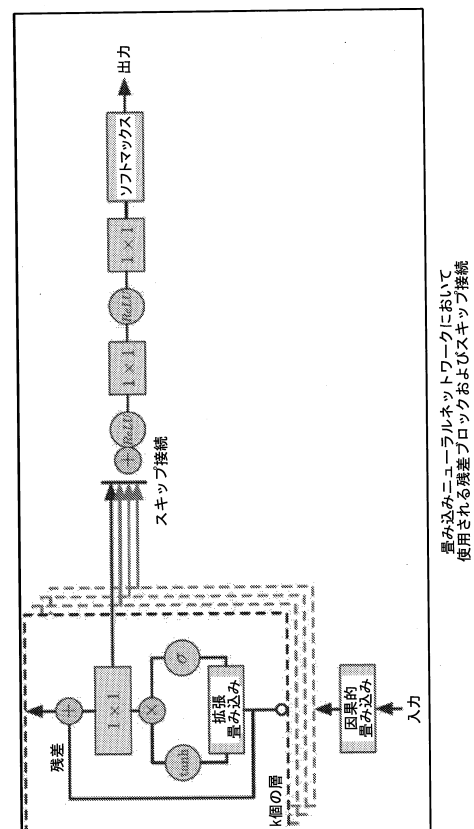 残差
+
1×1
×
tanh
σ
拡張
畳み込み
k個の層
因果的
畳み込み
入力
スキップ接続
+
ReLU
1×1
ReLU
1×1
ソフトマックス
出力
畳み込みニューラルネットワークにおいて
使用される残差ブロックおよびスキップ接続